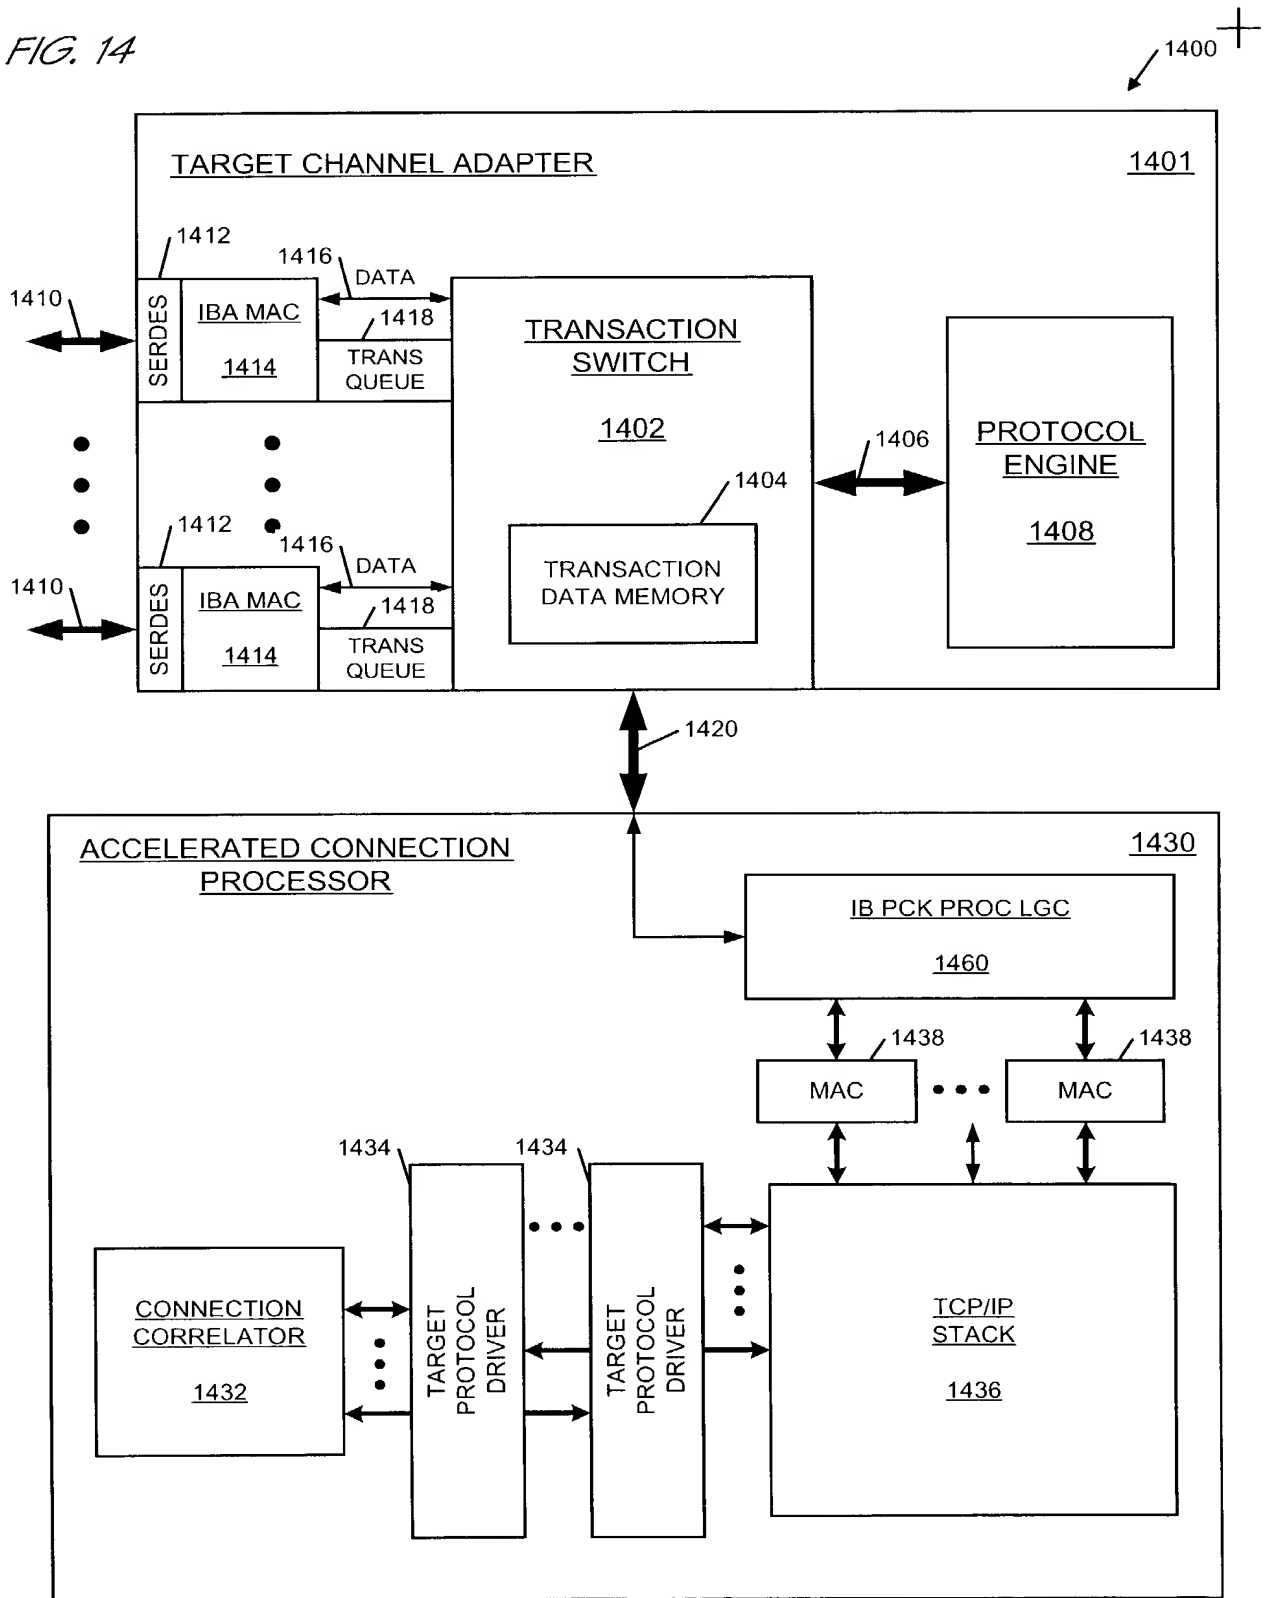 FIG. 14
1400
TARGET CHANNEL ADAPTER
1401
1412
1416
DATA
1410
SERDES
IBA MAC
1414
1418
TRANS
QUEUE
TRANSACTION
SWITCH
1402
1406
PROTOCOL
ENGINE
1408
1404
TRANSACTION
DATA MEMORY
1412
1416
DATA
1410
SERDES
IBA MAC
1414
1418
TRANS
QUEUE
1420
ACCELERATED CONNECTION
PROCESSOR
1430
IB PCK PROC LGC
1460
1438
MAC
1438
MAC
1434
TARGET
PROTOCOL
DRIVER
1434
TARGET
PROTOCOL
DRIVER
CONNECTION
CORRELATOR
1432
TCP/IP
STACK
1436